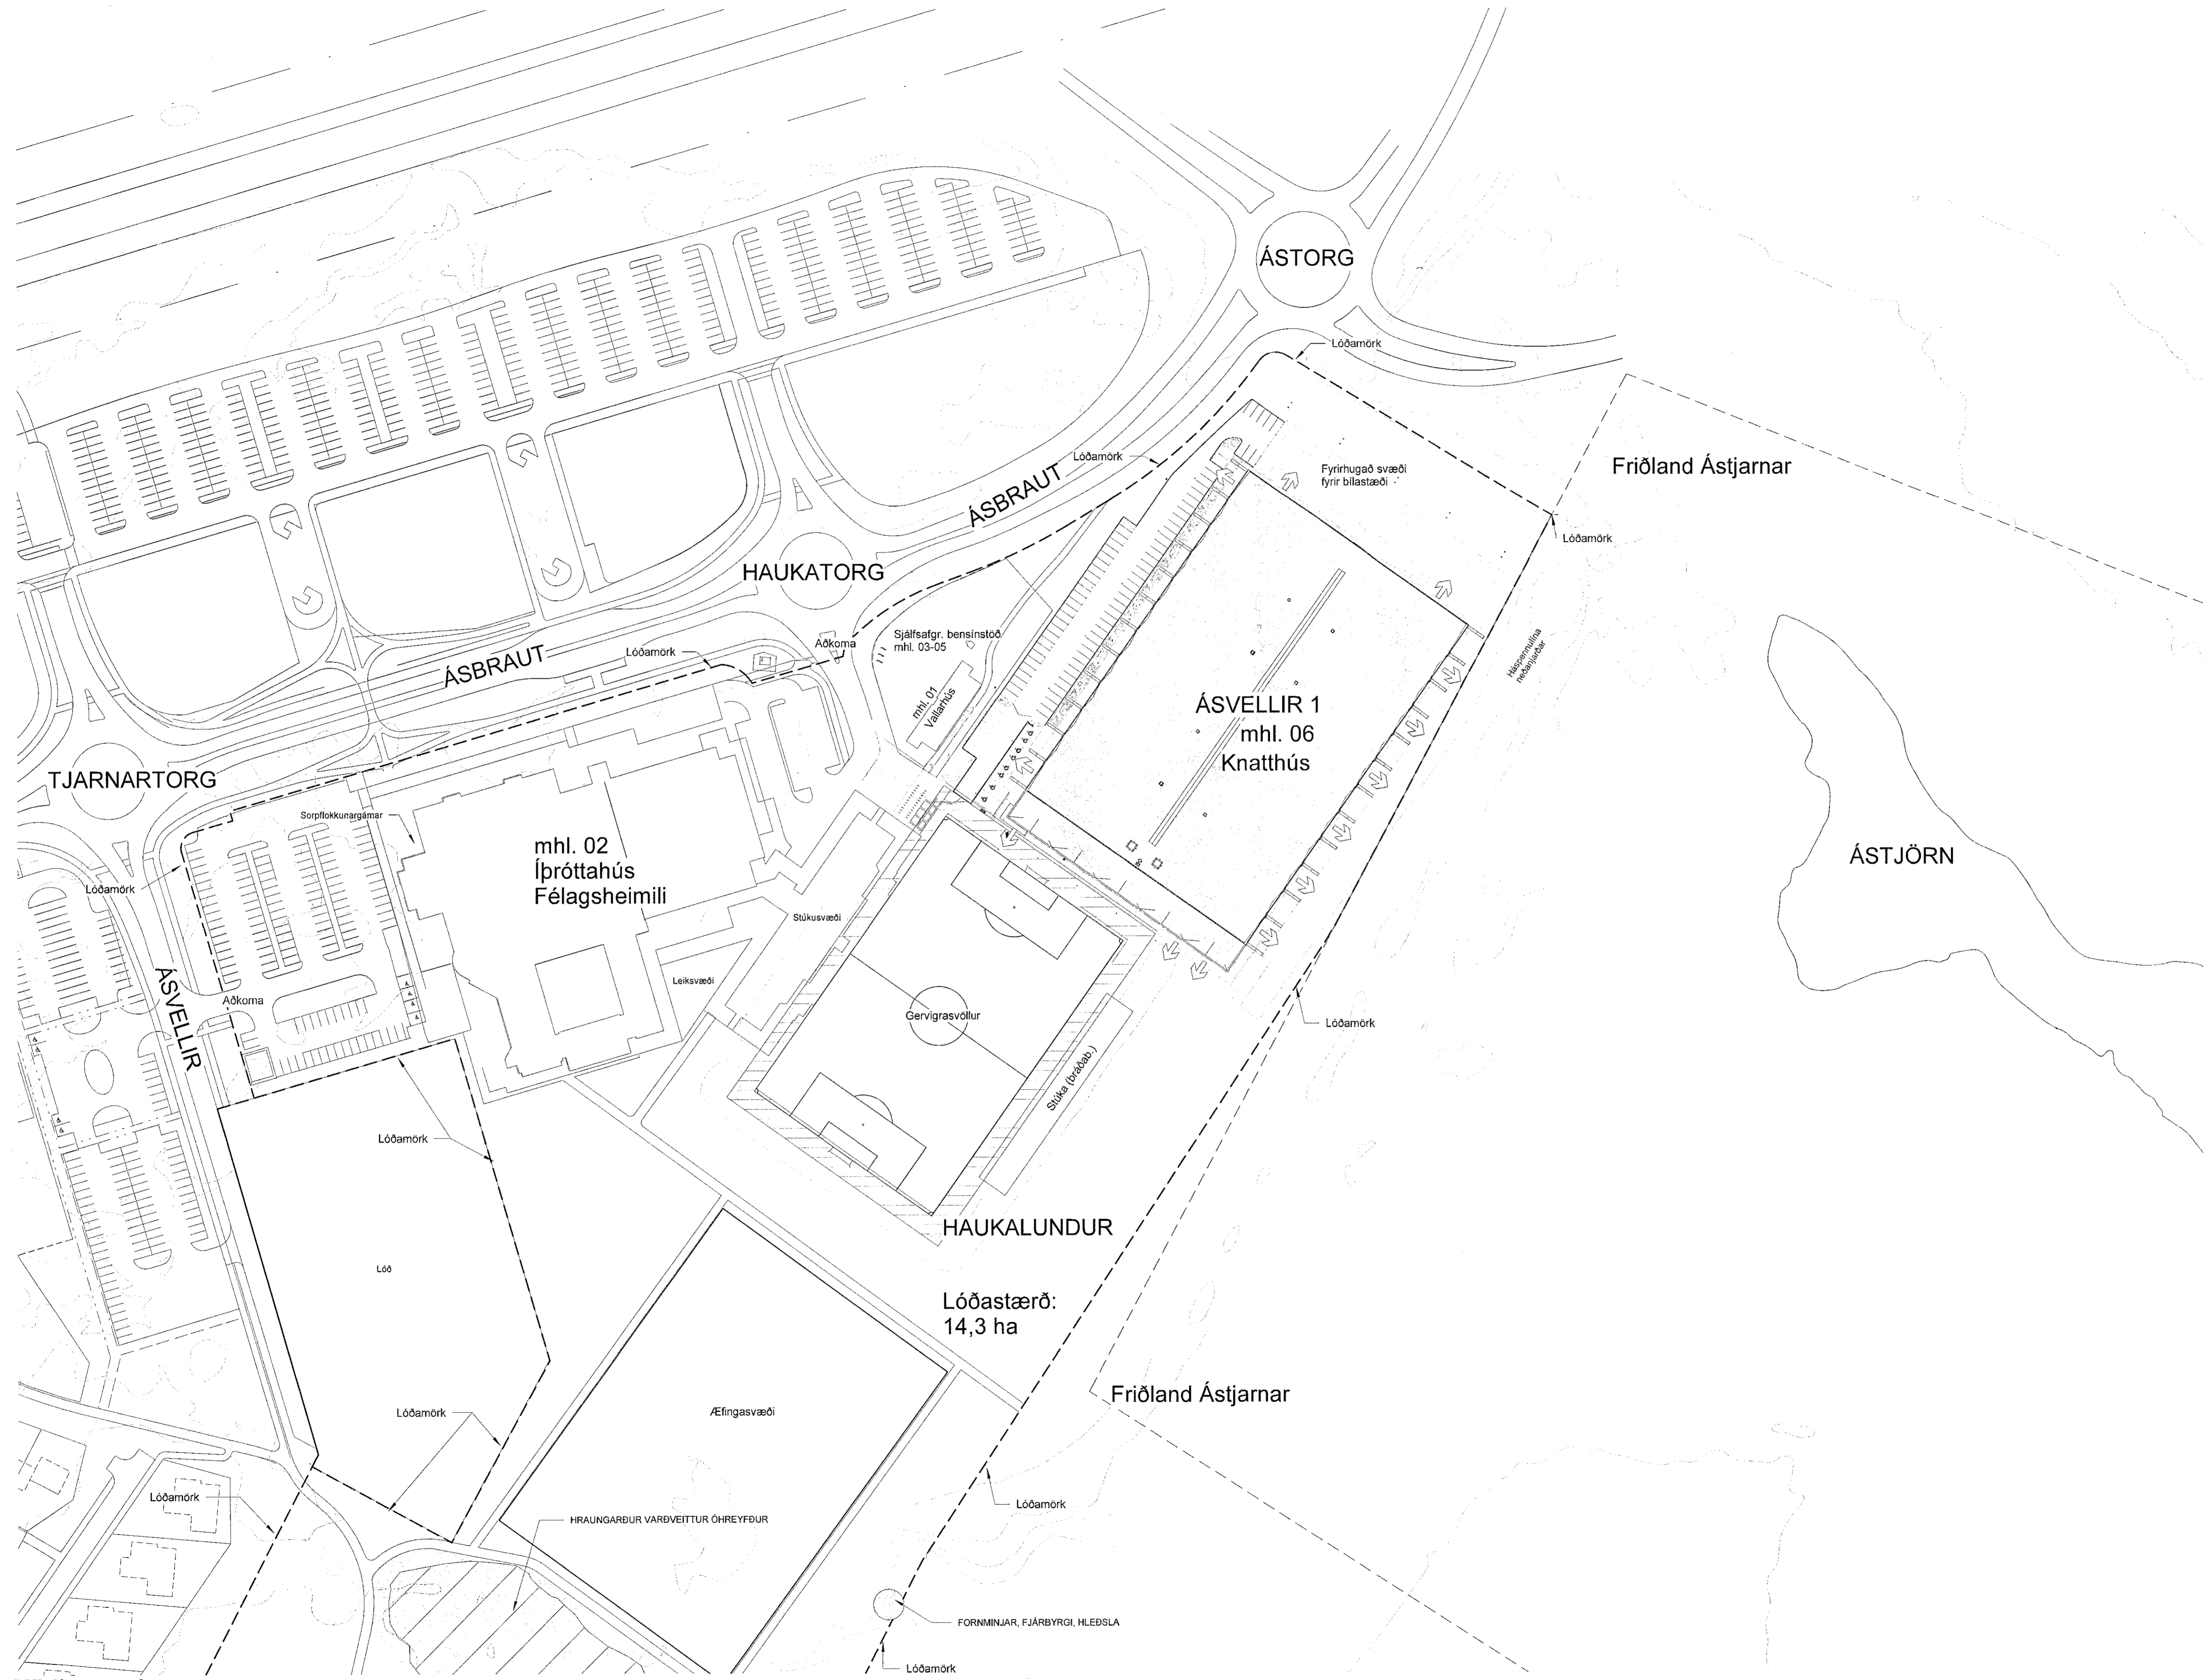 ÁSTORG
Lóðamörk
Lóðamörk
ÁSBRAUT
Fyrirhugað svæði
fyrir bílastæði
Friðland Ástjarnar
Lóðamörk
HAUKATORG
Sjálfsafgr. bensínstöð
mhl. 03-05
Aðkoma
Lóðamörk
ÁSBRAUT
Háspennulína
neðanjarðar
mhl. 01
Vallarhús
ÁSVELLIR 1
mhl. 06
Knatthús
TJARNARTORG
Sorpflokkunargámar
mhl. 02
Íþróttahús
Félagsheimili
ÁSTJÖRN
Lóðamörk
Stúkusvæði
Leiksvæði
ÁSVELLIR
Aðkoma
Gervigrasvöllur
Lóðamörk
Stúka (bráðab.)
Lóðamörk
HAUKALUNDUR
Lóð
Lóðastærð:
14,3 ha
Friðland Ástjarnar
Lóðamörk
Æfingasvæði
Lóðamörk
Lóðamörk
HRAUNGARÐUR VARÐVEITTUR ÓHREYFÐUR
FORNMINJAR, FJÁRBYRGI, HLEÐSLA
Lóðamörk